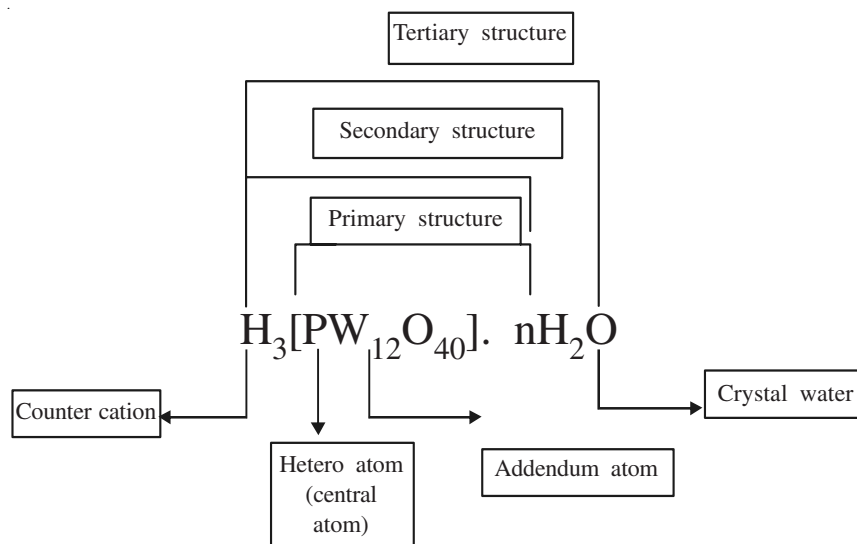 Tertiary structure
Secondary structure
Primary structure
H₃[PW₁₂O₄₀]. nH₂O
Counter cation
Crystal water
Hetero atom
(central
atom)
Addendum atom